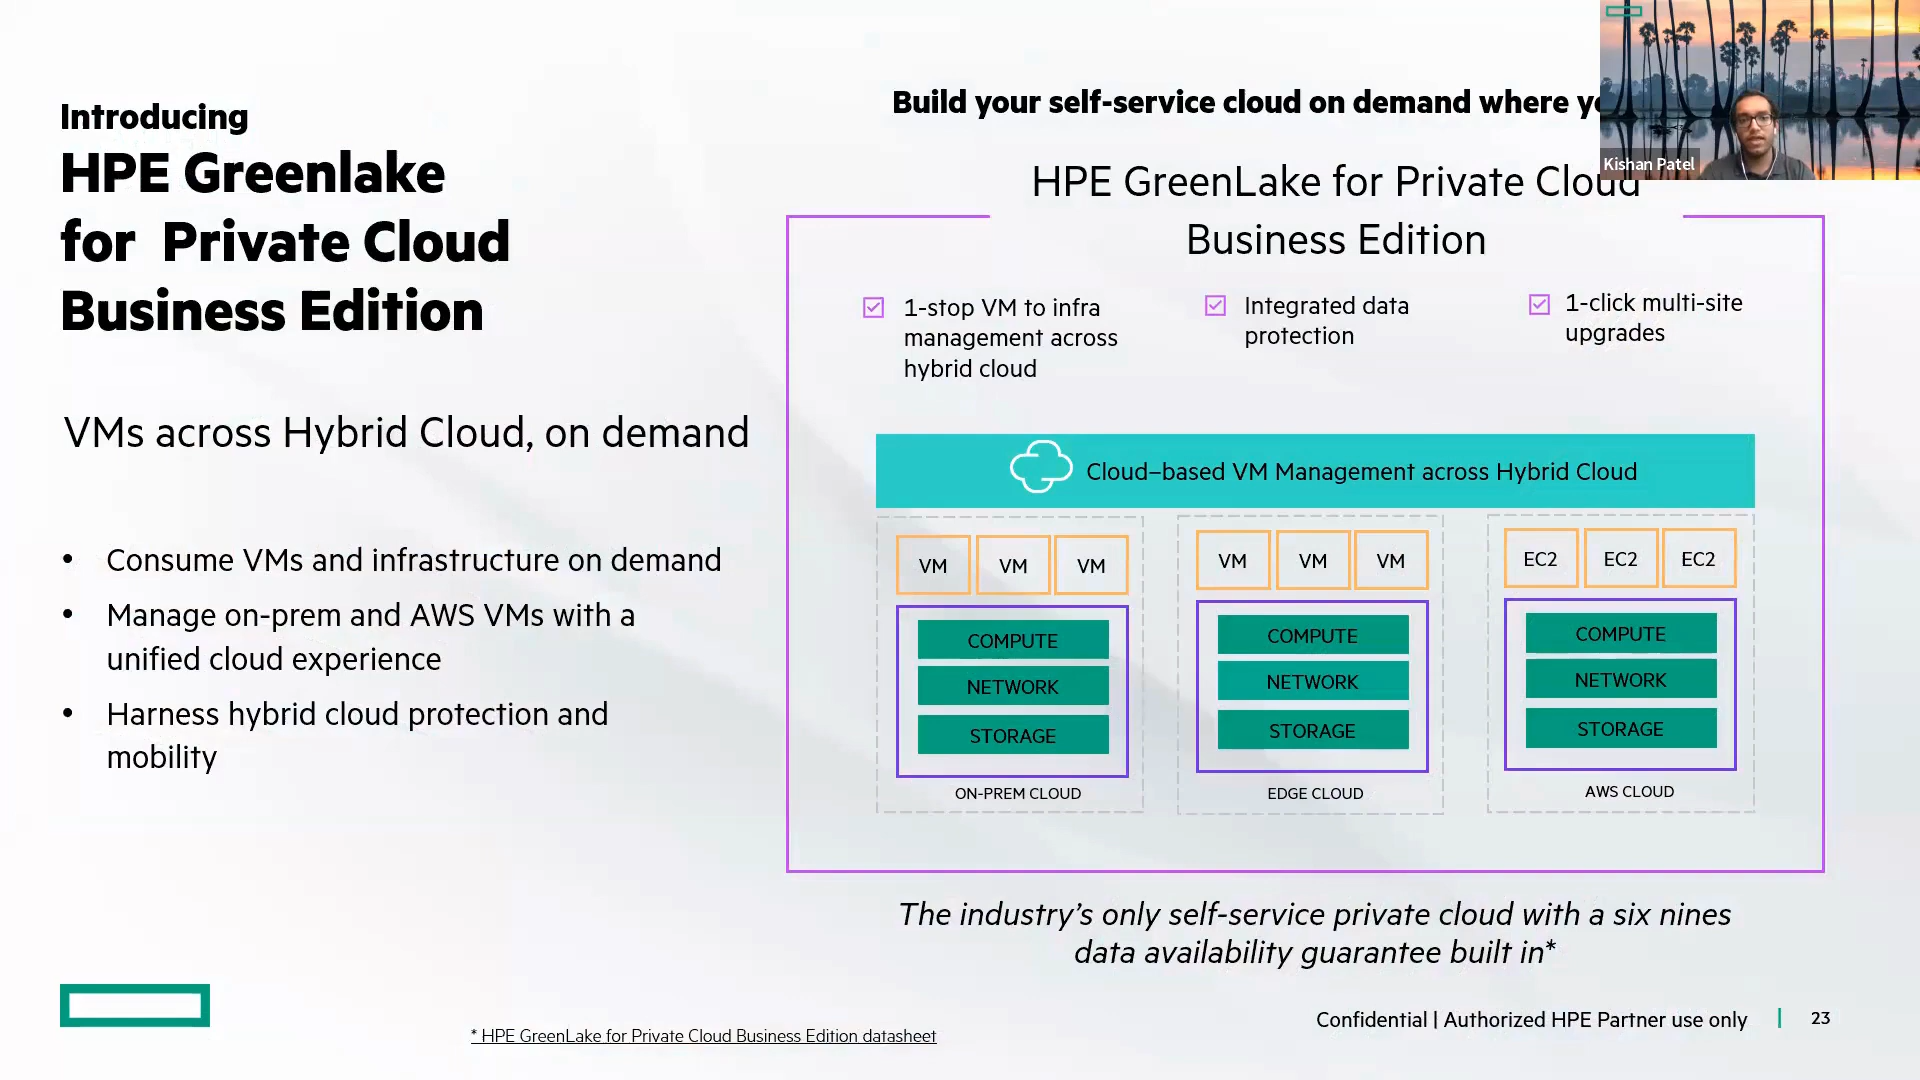 Introducing
HPE Greenlake
for Private Cloud
Business Edition
VMs across Hybrid Cloud, on demand
• Consume VMs and infrastructure on demand
• Manage on-prem and AWS VMs with a
unified cloud experience
• Harness hybrid cloud protection and
mobility
Build your self-service cloud on demand where
Kishan Patel
HPE GreenLake for Private Cloud
Business Edition
1-stop VM to infra
management across
hybrid cloud
Integrated data
protection
1-click multi-site
upgrades
Cloud–based VM Management across Hybrid Cloud
VM VM VM
COMPUTE
NETWORK
STORAGE
ON-PREM CLOUD
VM VM VM
COMPUTE
NETWORK
STORAGE
EDGE CLOUD
EC2 EC2 EC2
COMPUTE
NETWORK
STORAGE
AWS CLOUD
The industry’s only self-service private cloud with a six nines
data availability guarantee built in*
* HPE GreenLake for Private Cloud Business Edition datasheet
Confidential | Authorized HPE Partner use only | 23